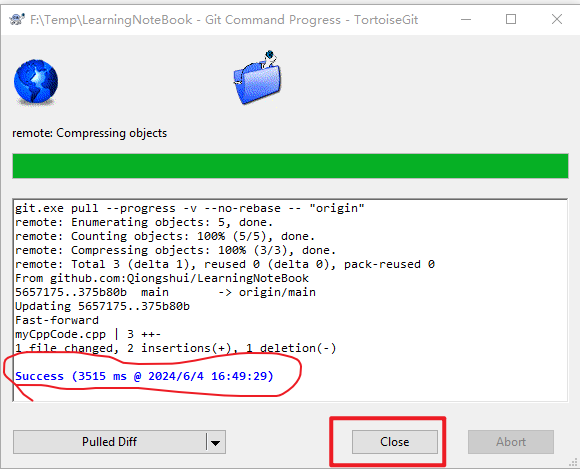 F:\Temp\LearningNoteBook - Git Command Progress - TortoiseGit
remote: Compressing objects
git.exe pull --progress -v --no-rebase -- "origin"
remote: Enumerating objects: 5, done.
remote: Counting objects: 100% (5/5), done.
remote: Compressing objects: 100% (3/3), done.
remote: Total 3 (delta 1), reused 0 (delta 0), pack-reused 0
From github.com:Qiongshui/LearningNoteBook
5657175..375b80b  main       -> origin/main
Updating 5657175..375b80b
Fast-forward
myCppCode.cpp | 3 ++-
1 file changed, 2 insertions(+), 1 deletion(-)
Success (3515 ms @ 2024/6/4 16:49:29)
Pulled Diff
Close
Abort